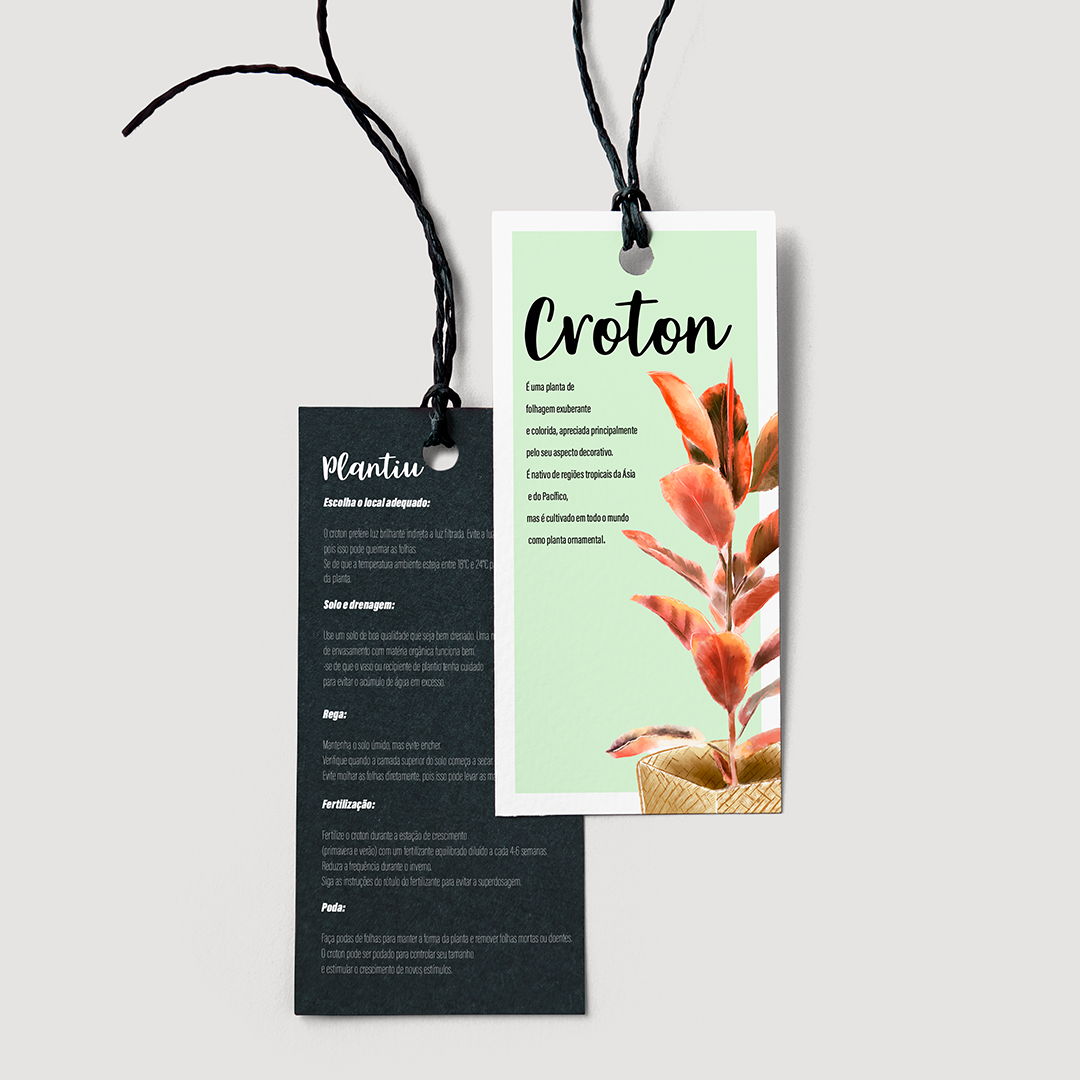 Croton
É uma planta de
folhagem exuberante
e colorida, apreciada principalmente
pelo seu aspecto decorativo.
É nativo de regiões tropicais da Ásia
e do Pacífico,
mas é cultivado em todo o mundo
como planta ornamental.
Plantiu
Escolha o local adequado:
O croton prefere luz brilhante indireta a luz filtrada. Evite a
pois isso pode queimar as folhas.
Se de que a temperatura ambiente esteja entre 18°C e 24°C
da planta.
Solo e drenagem:
Use um solo de boa qualidade que seja bem drenado. Uma
de envasamento com matéria orgânica funciona bem.
-se de que o vaso ou recipiente de plantio tenha cuidado
para evitar o acúmulo de água em excesso.
Rega:
Mantenha o solo úmido, mas evite encher.
Verifique quando a camada superior do solo começa a secar.
Evite molhar as folhas diretamente, pois isso pode levar as
Fertilização:
Fertilize o croton durante a estação de crescimento
(primavera e verão) com um fertilizante equilibrado diluído a cada 4-6 semanas.
Reduza a frequência durante o inverno.
Siga as instruções do rótulo do fertilizante para evitar a superdosagem.
Poda:
Faça podas de folhas para manter a forma da planta e remover folhas mortas ou doentes.
O croton pode ser podado para controlar seu tamanho
e estimular o crescimento de novos estímulos.